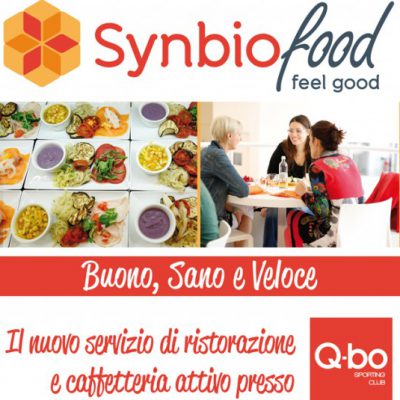 Synbiofood
feel good
Buono, Sano e Veloce
Il nuovo servizio di ristorazione
e caffetteria attivo presso
Q-bo
SPORTING
CLUB